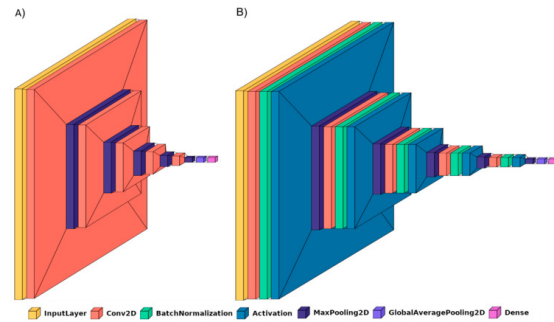 A)
B)
InputLayer Conv2D BatchNormalization Activation MaxPooling2D GlobalAveragePooling2D Dense